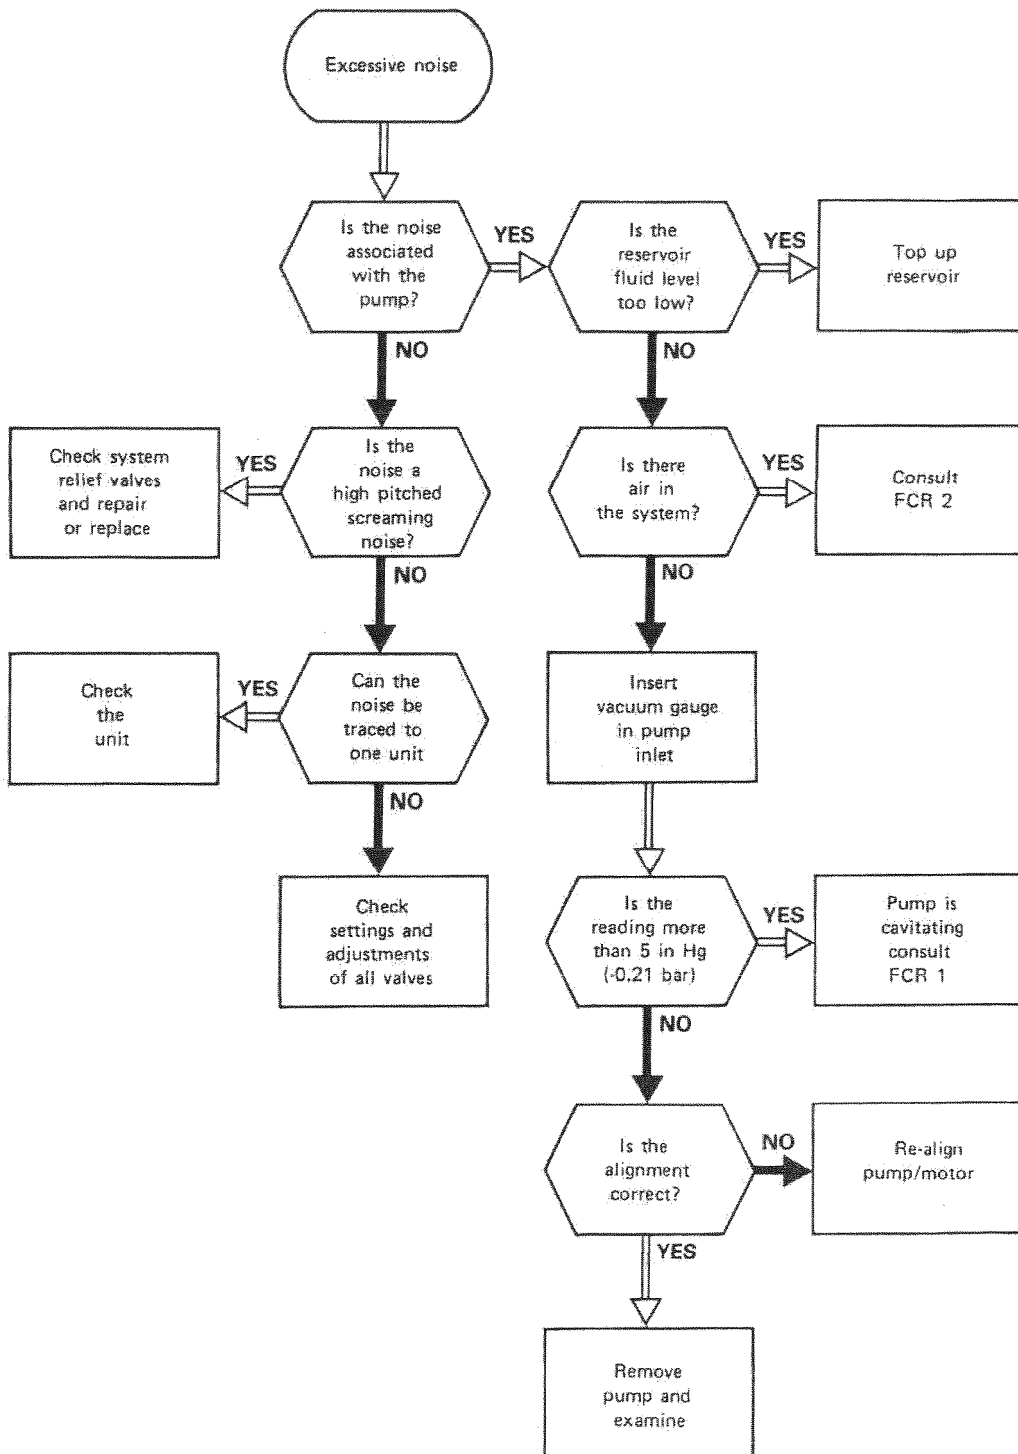 Excessive noise
Is the noise
associated
with the
pump?
YES
Is the
reservoir
fluid level
too low?
YES
Top up
reservoir
NO
NO
Check system
relief valves
and repair
or replace
YES
Is the
noise a
high pitched
screaming
noise?
Is there
air in
the system?
YES
Consult
FCR 2
NO
NO
Check
the
unit
YES
Can the
noise be
traced to
one unit
Insert
vacuum gauge
in pump
inlet
NO
Check
settings and
adjustments
of all valves
Is the
reading more
than 5 in Hg
(-0.21 bar)
YES
Pump is
cavitating
consult
FCR 1
NO
Is the
alignment
correct?
NO
Re-align
pump/motor
YES
Remove
pump and
examine